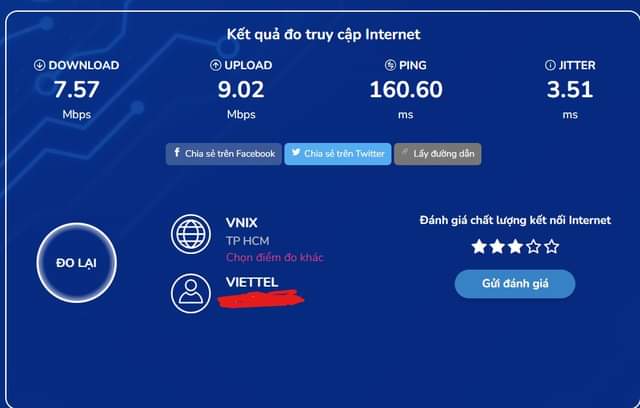 Kết quả đo truy cập Internet
DOWNLOAD
7.57
Mbps
UPLOAD
9.02
Mbps
PING
160.60
ms
JITTER
3.51
ms
Chia sẻ trên Facebook
Chia sẻ trên Twitter
Lấy đường dẫn
ĐO LẠI
VNIX
TP HCM
Chọn điểm đo khác
VIETTEL
Đánh giá chất lượng kết nối Internet
Gửi đánh giá